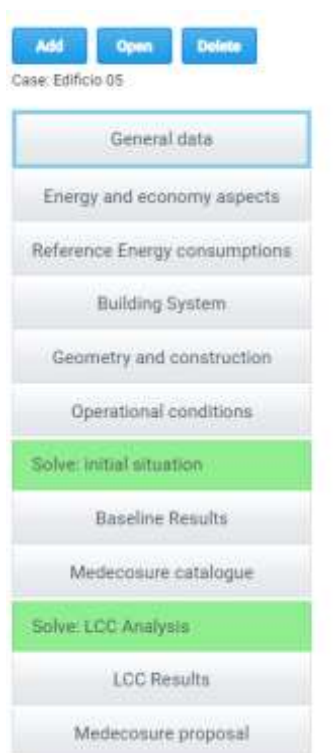 Add Open Delete
Case: Edificio 05
General data
Energy and economy aspects
Reference Energy consumptions
Building System
Geometry and construction
Operational conditions
Solve: initial situation
Baseline Results
Medecosure catalogue
Solve: LCC Analysis
LCC Results
Medecosure proposal